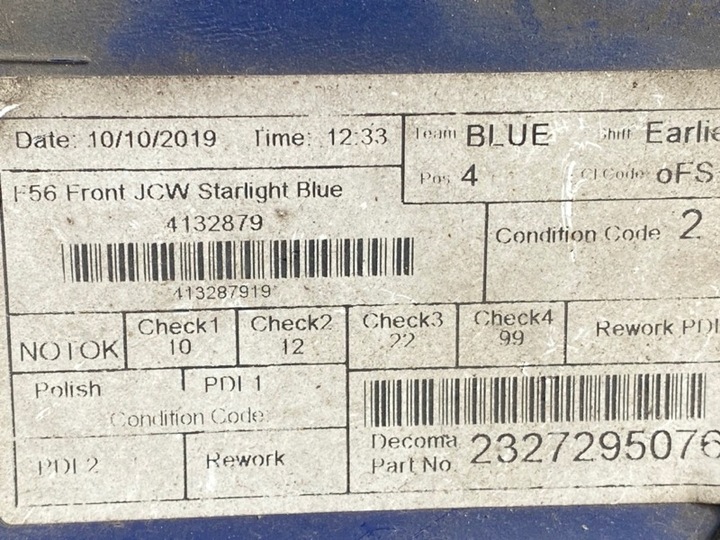 Date: 10/10/2019 Time: 12:33
Team BLUE Shift Earlie
Pos 4 CI Code oFS
F56 Front JCW Starlight Blue
4132879
413287919
Condition Code 2
NOTOK
Check1
10
Check2
12
Check3
22
Check4
99
Rework PDI
Polish
PDI 1
Condition Code:
PDI 2
Rework
Decoma
Part No
2327295076